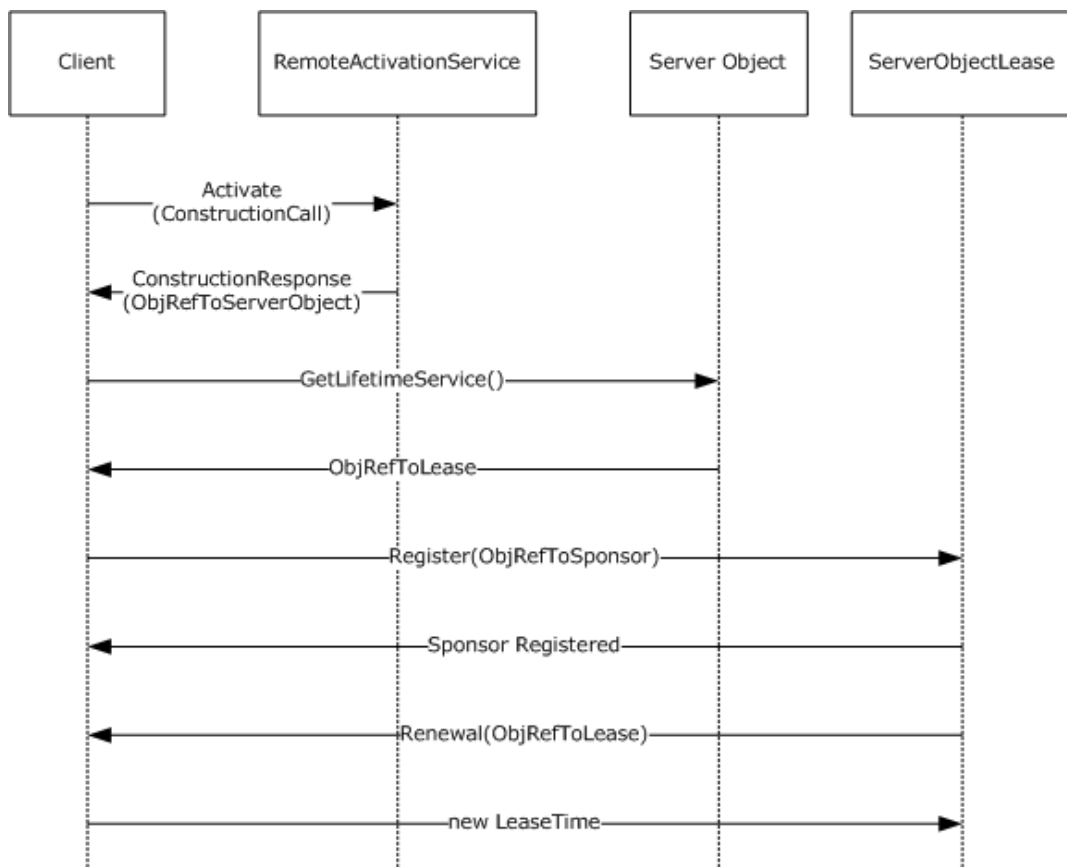 Client
RemoteActivationService
Server Object
ServerObjectLease
Activate
(ConstructionCall)
ConstructionResponse
(ObjRefToServerObject)
GetLifetimeService()
ObjRefToLease
Register(ObjRefToSponsor)
Sponsor Registered
Renewal(ObjRefToLease)
new LeaseTime